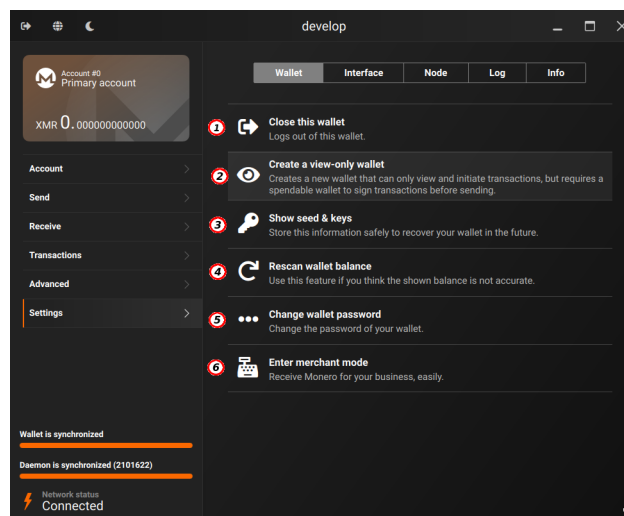 develop
Account #0
Primary account
XMR 0.000000000000
Account
Send
Receive
Transactions
Advanced
Settings
Wallet is synchronized
Daemon is synchronized (2101622)
Network status
Connected
Wallet Interface Node Log Info
1
Close this wallet
Logs out of this wallet.
2
Create a view-only wallet
Creates a new wallet that can only view and initiate transactions, but requires a
spendable wallet to sign transactions before sending.
3
Show seed & keys
Store this information safely to recover your wallet in the future.
4
Rescan wallet balance
Use this feature if you think the shown balance is not accurate.
5
Change wallet password
Change the password of your wallet.
6
Enter merchant mode
Receive Monero for your business, easily.